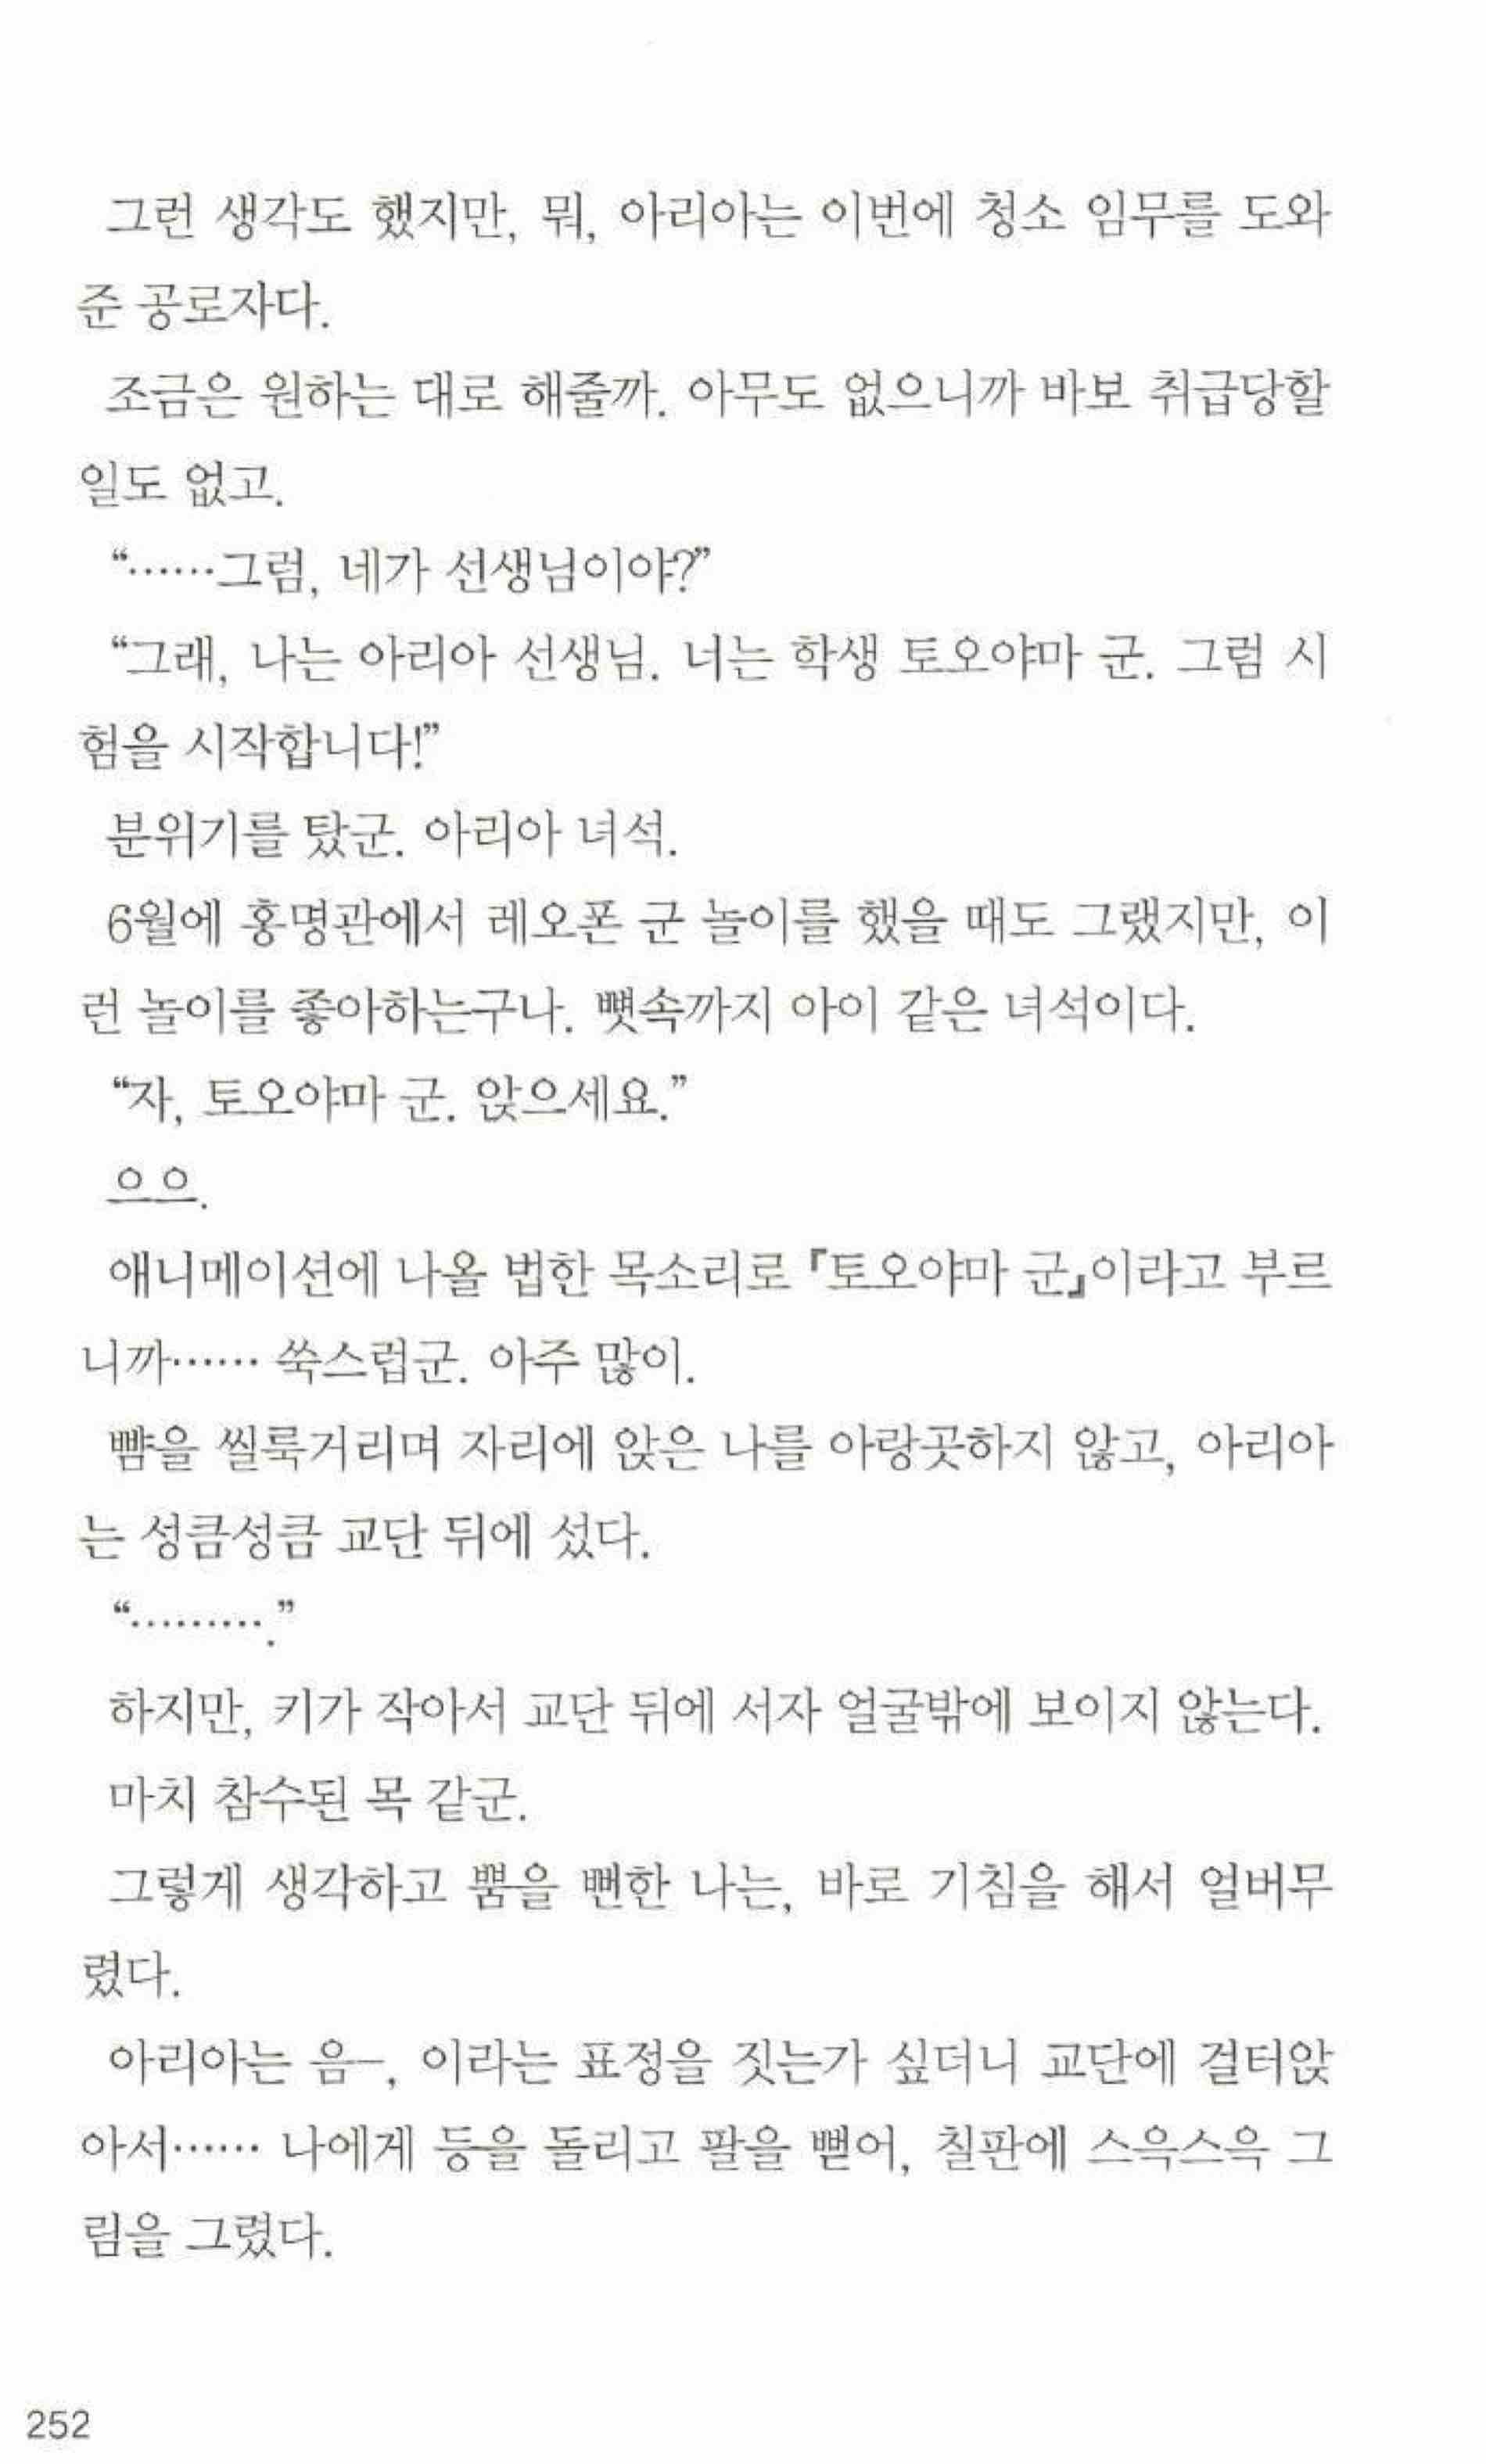 그런 생각도 했지만, 뭐, 아리아는 이번에 청소 임무를 도와
준 공로자다.
조금은 원하는 대로 해줄까. 아무도 없으니까 바보 취급당할
일도 없고.
“……그럼, 네가 선생님이야?”
“그래, 나는 아리아 선생님. 너는 학생 토오야마 군. 그럼 시
험을 시작합니다!”
분위기를 탔군. 아리아 녀석.
6월에 홍명관에서 레오폰 군 놀이를 했을 때도 그랬지만, 이
런 놀이를 좋아하는구나. 뼛속까지 아이 같은 녀석이다.
“자, 토오야마 군. 앉으세요.”
으으.
애니메이션에 나올 법한 목소리로 『토오야마 군』이라고 부르
니까…… 쑥스럽군. 아주 많이.
뺨을 씰룩거리며 자리에 앉은 나를 아랑곳하지 않고, 아리아
는 성큼성큼 교단 뒤에 섰다.
“……….”
하지만, 키가 작아서 교단 뒤에 서자 얼굴밖에 보이지 않는다.
마치 참수된 목 같군.
그렇게 생각하고 뿜을 뻔한 나는, 바로 기침을 해서 얼버무
렸다.
아리아는 음—, 이라는 표정을 짓는가 싶더니 교단에 걸터앉
아서…… 나에게 등을 돌리고 팔을 뻗어, 칠판에 스윽스윽 그
림을 그렸다.
252